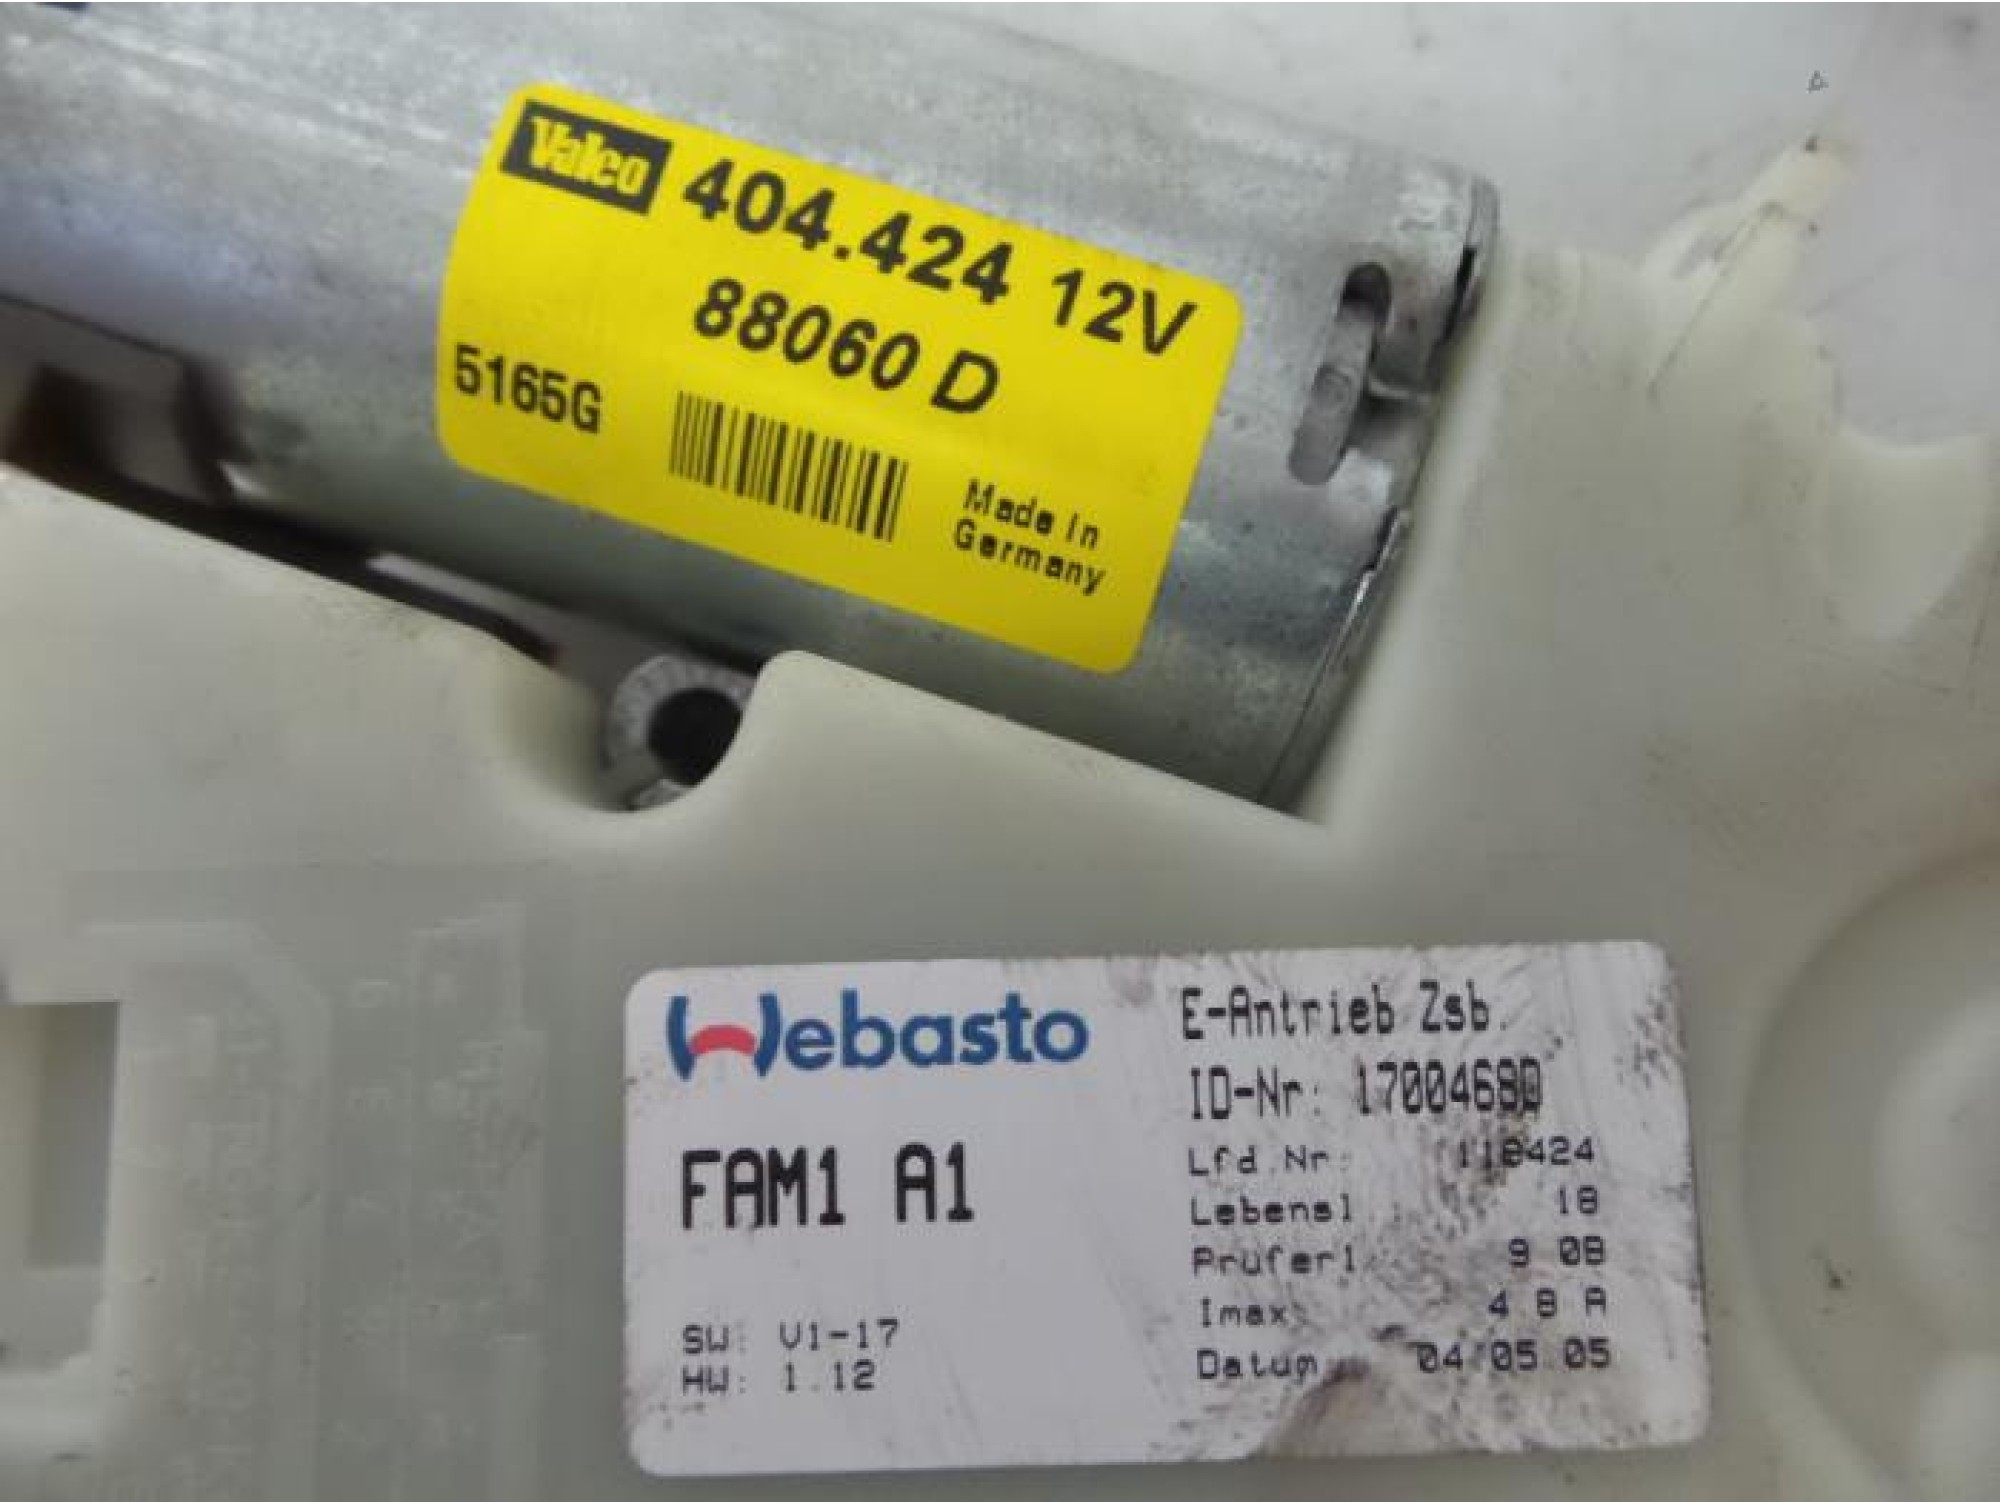 Valeo 404.424 12V
88060 D
5165G
Made in
Germany
Webasto
FAM1 A1
SW: V1-17
HW: 1.12
E-Antrieb Zsb.
ID-Nr: 1700468D
Lfd.Nr:
Lebensl 18
Prüferl 9 08
Imax: 4.8 A
Datum 04/05.05